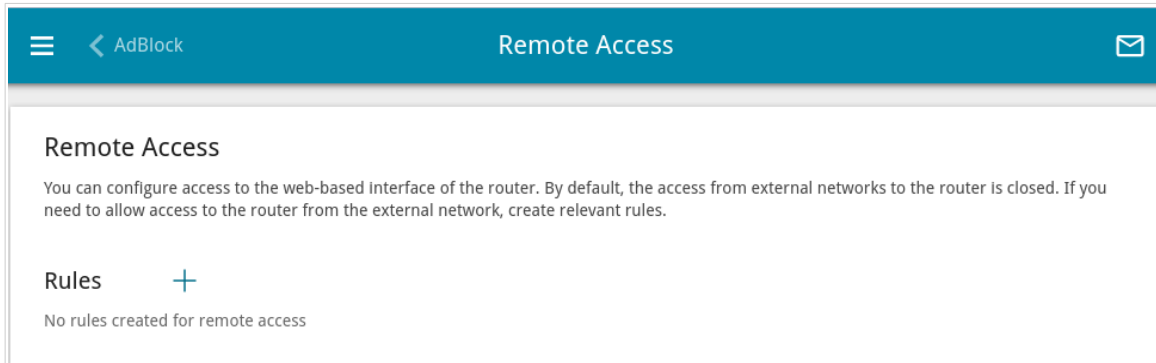 AdBlock
Remote Access
Remote Access
You can configure access to the web-based interface of the router. By default, the access from external networks to the router is closed. If you
need to allow access to the router from the external network, create relevant rules.
Rules
No rules created for remote access